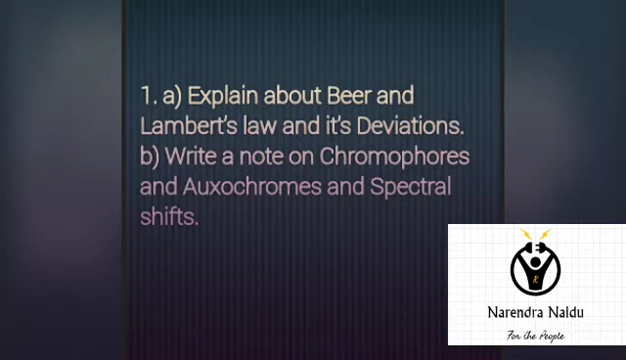 1. a) Explain about Beer and
Lambert's law and it's Deviations.
b) Write a note on Chromophores
and Auxochromes and Spectral
shifts.
K
Narendra Naidu
For the People